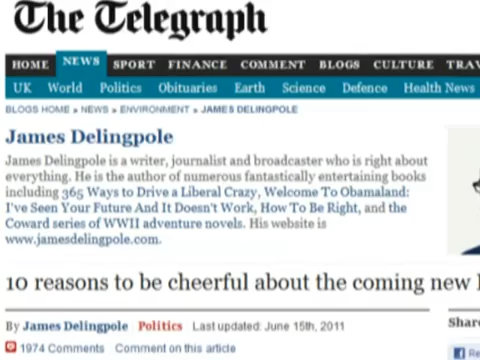 The Telegraph
HOME NEWS SPORT FINANCE COMMENT BLOGS CULTURE
UK World Politics Obituaries Earth Science Defence Health News
BLOGS HOME » NEWS » ENVIRONMENT » JAMES DELINGPOLE
James Delingpole
James Delingpole is a writer, journalist and broadcaster who is right about
everything. He is the author of numerous fantastically entertaining books
including 365 Ways to Drive a Liberal Crazy, Welcome To Obamaland:
I've Seen Your Future And It Doesn't Work, How To Be Right, and the
Coward series of WWII adventure novels. His website is
www.jamesdelingpole.com.
10 reasons to be cheerful about the coming new
By James Delingpole Politics Last updated: June 15th, 2011
Share
1974 Comments Comment on this article